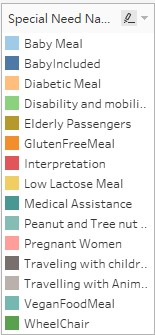 Special Need Na...
Baby Meal
BabyIncluded
Diabetic Meal
Disability and mobili..
Elderly Passengers
GlutenFreeMeal
Interpretation
Low Lactose Meal
Medical Assistance
Peanut and Tree nut ..
Pregnant Women
Traveling with childr..
Travelling with Anim..
VeganFoodMeal
WheelChair